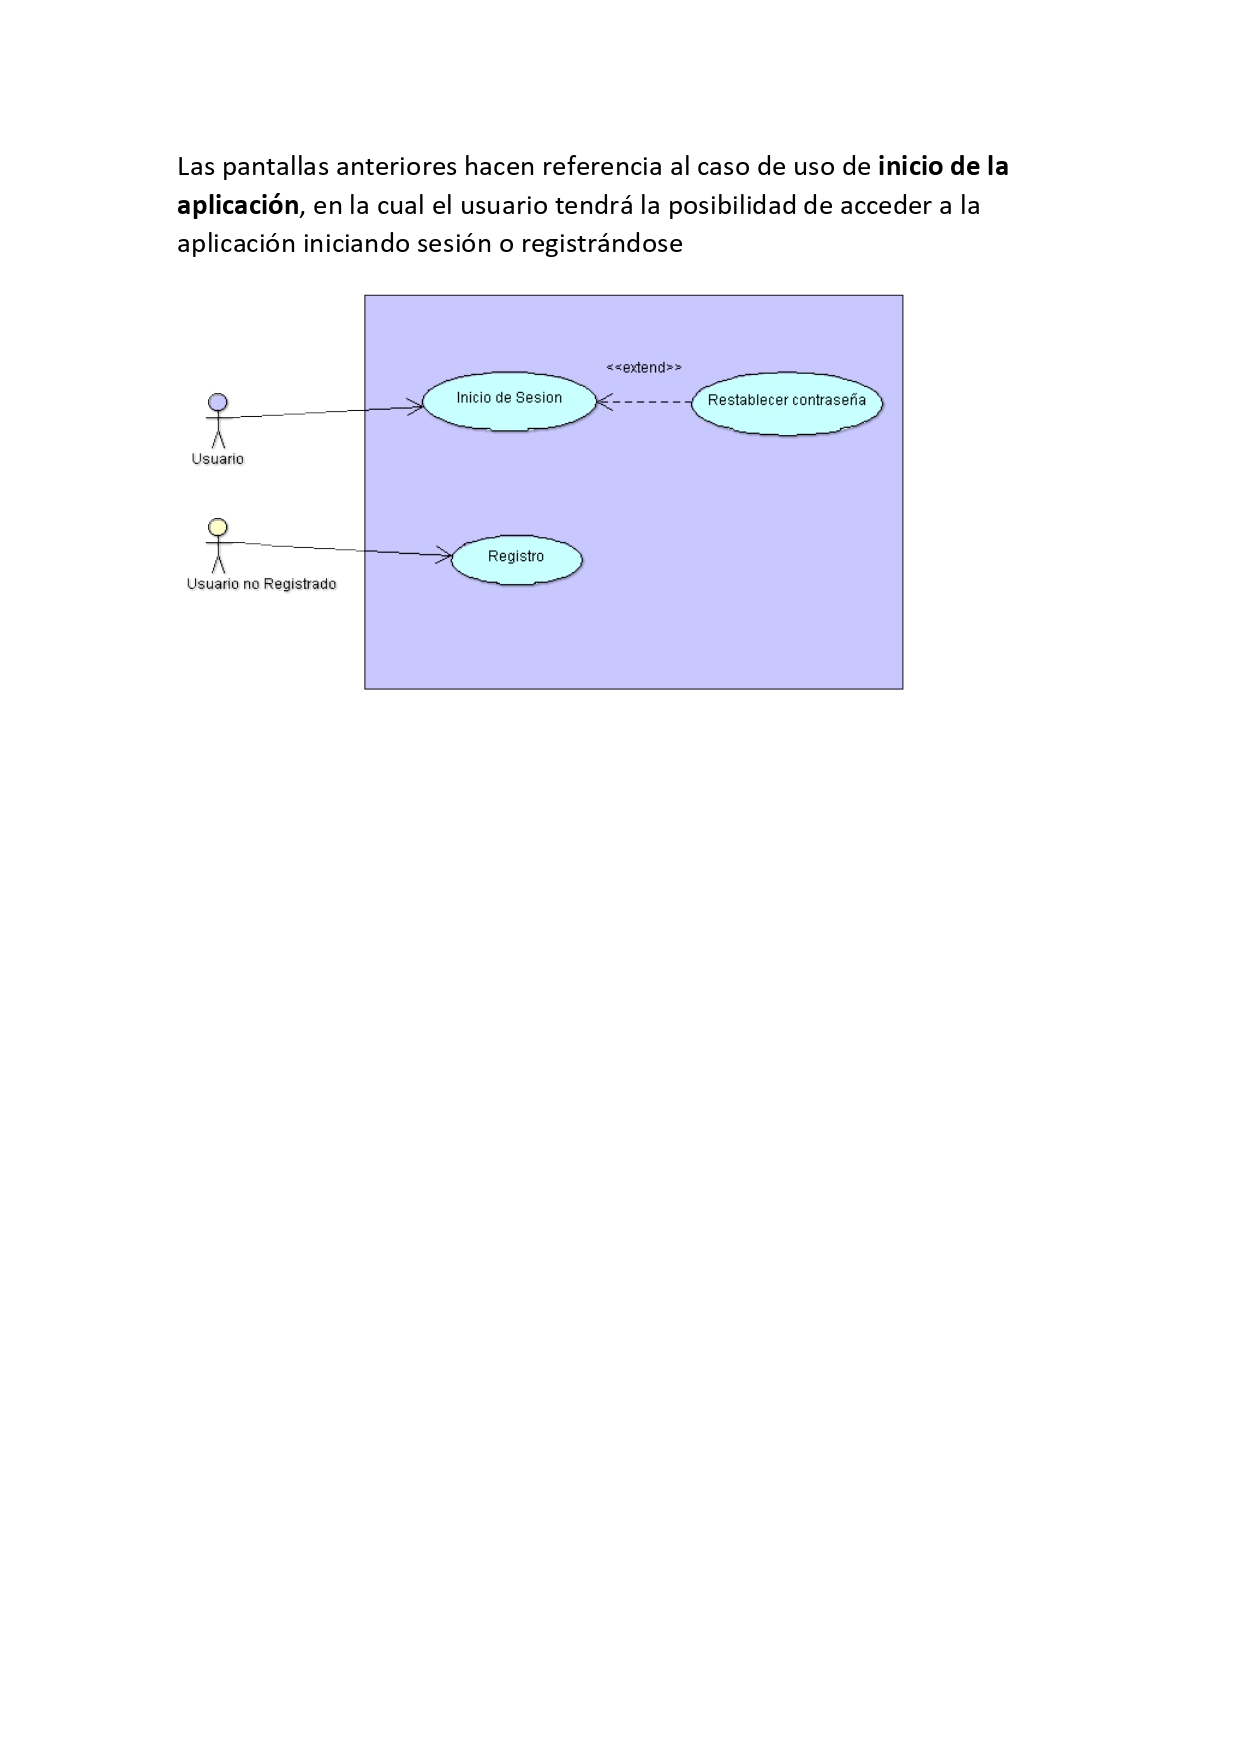 Las pantallas anteriores hacen referencia al caso de uso de inicio de la
aplicación, en la cual el usuario tendrá la posibilidad de acceder a la
aplicación iniciando sesión o registrándose
<<extend>>
Inicio de Sesion
Restablecer contraseña
Usuario
Registro
Usuario no Registrado